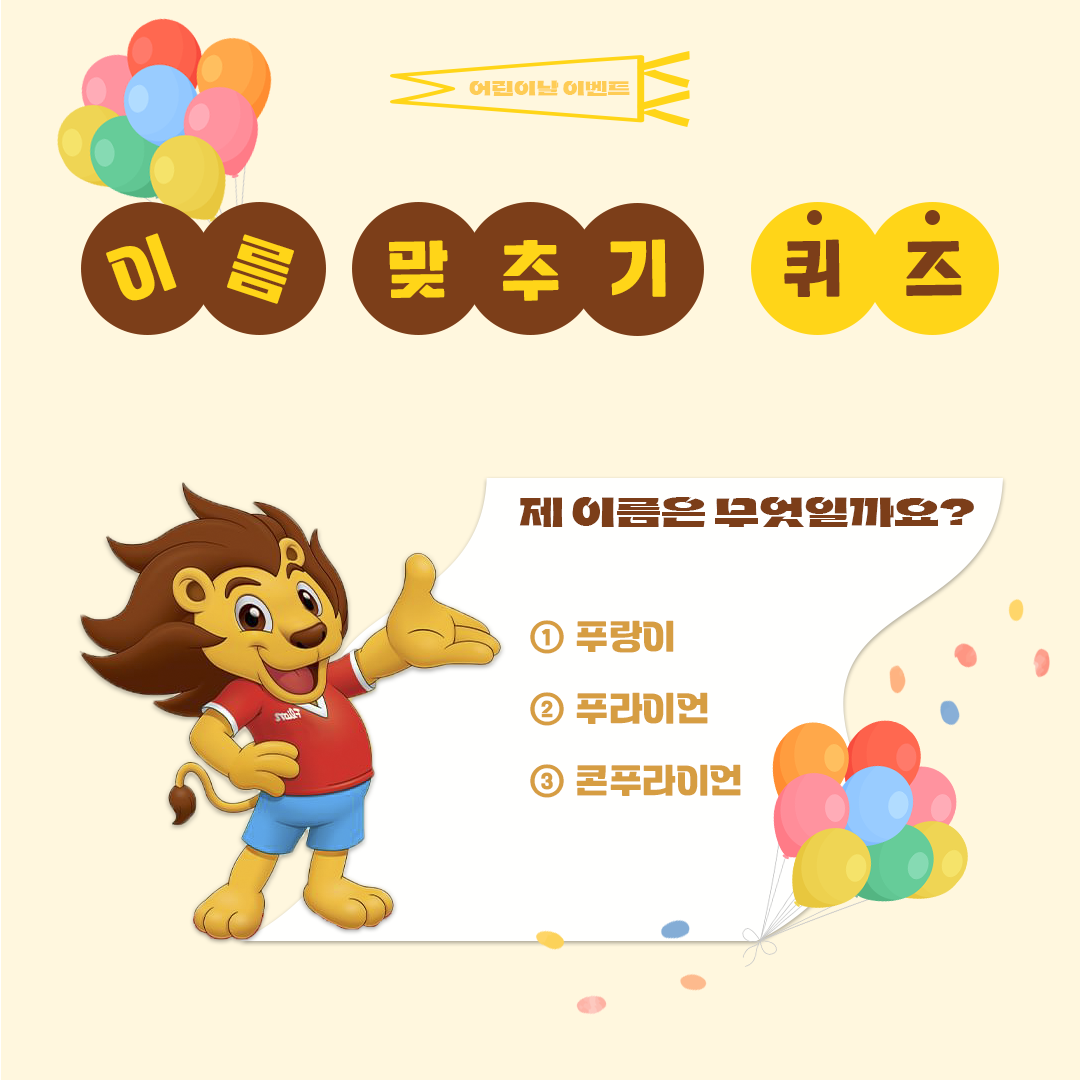 어린이날 이벤트
이름 맞추기 퀴즈
제 이름은 무엇일까요?
① 푸랑이
② 푸라이언
③ 콘푸라이언